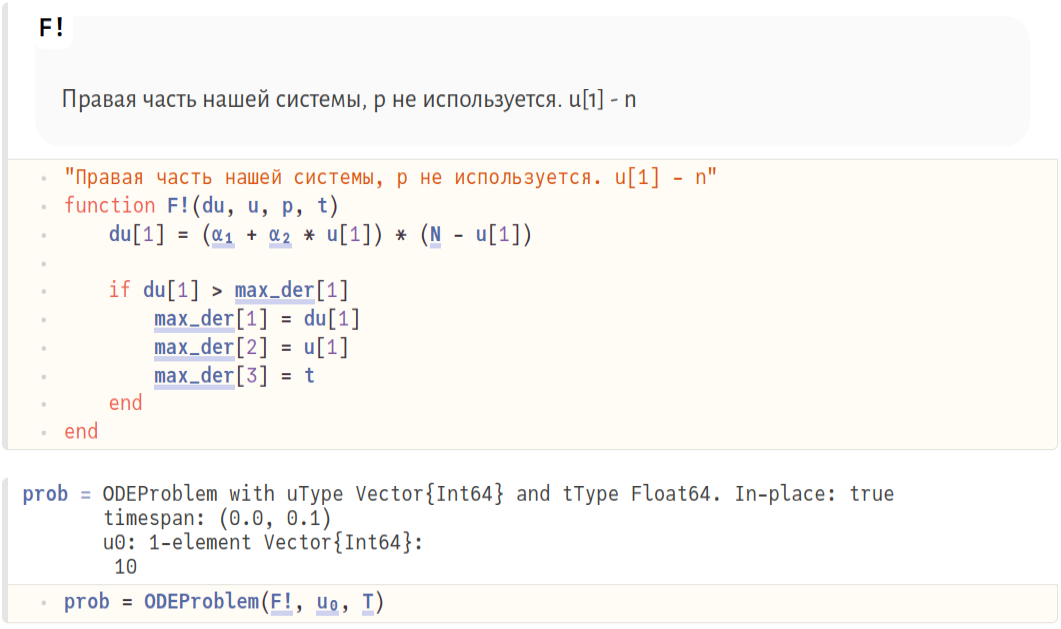 F!
Правая часть нашей системы, p не используется. u[1] - n
"Правая часть нашей системы, p не используется. u[1] - n"
function F!(du, u, p, t)
    du[1] = (α₁ + α₂ * u[1]) * (N - u[1])
    if du[1] > max_der[1]
        max_der[1] = du[1]
        max_der[2] = u[1]
        max_der[3] = t
    end
end
prob = ODEProblem with uType Vector{Int64} and tType Float64. In-place: true
timespan: (0.0, 0.1)
u0: 1-element Vector{Int64}:
 10
prob = ODEProblem(F!, u₀, T)